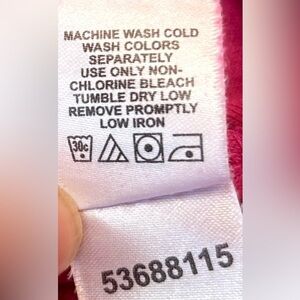 MACHINE WASH COLD
WASH COLORS
SEPARATELY
USE ONLY NON-
CHLORINE BLEACH
TUMBLE DRY LOW
REMOVE PROMPTLY
LOW IRON
30c
53688115